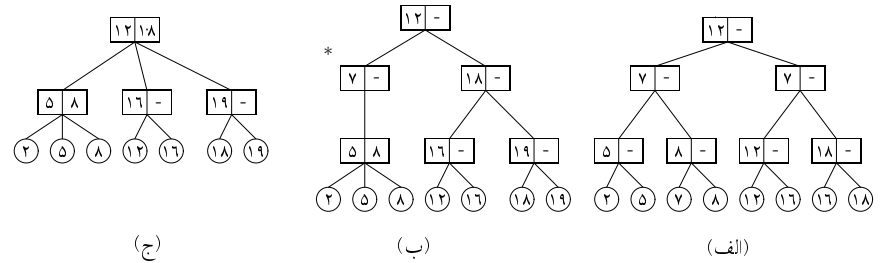 ۱۲ -
۷ - ۷ -
۵ - ۸ - ۱۲ - ۱۸ -
۲ ۵ ۷ ۸ ۱۲ ۱۶ ۱۶ ۱۸
(الف)
۱۲ -
*
۷ - ۱۸ -
۵ ۸ ۱۶ - ۱۹ -
۲ ۵ ۸ ۱۲ ۱۶ ۱۸ ۱۹
(ب)
۱۲ ۱۰۸
۵ ۸ ۱۶ - ۱۹ -
۲ ۵ ۸ ۱۲ ۱۶ ۱۸ ۱۹
(ج)